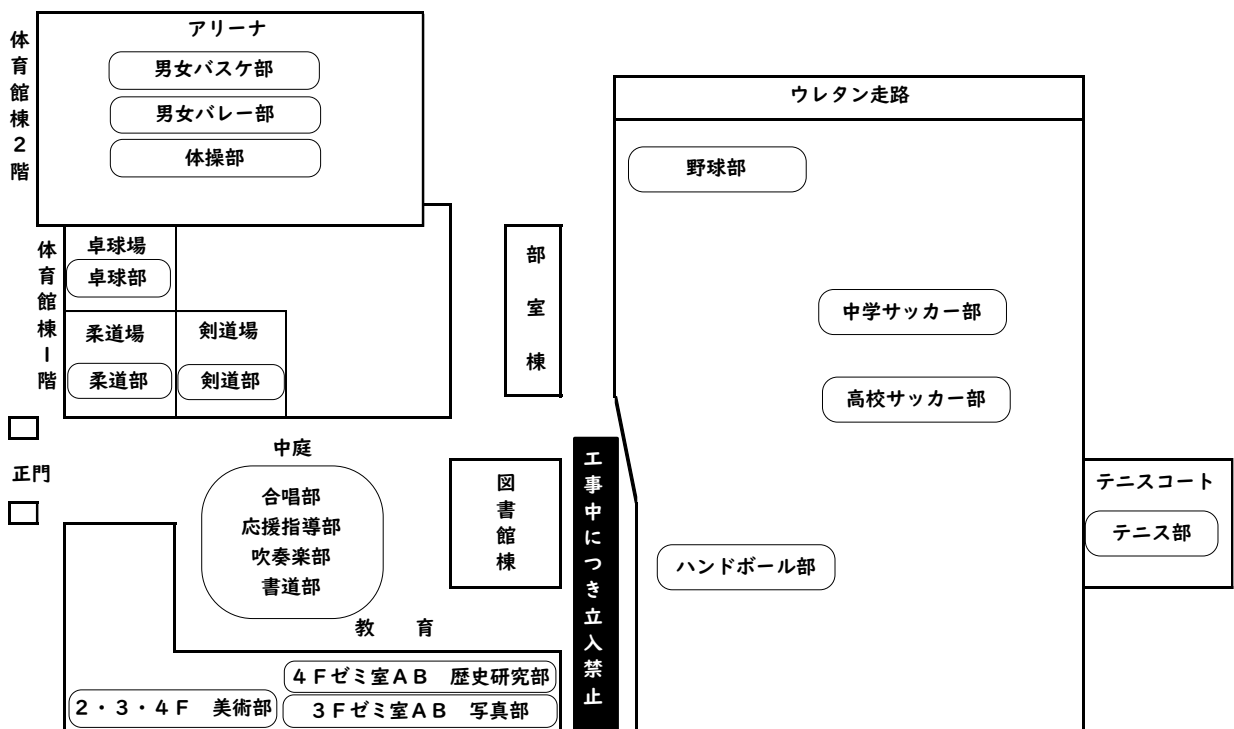 体育館棟2階
アリーナ
男女バスケ部
男女バレー部
体操部
体育館棟1階
卓球場
卓球部
柔道場
柔道部
剣道場
剣道部
部室棟
ウレタン走路
野球部
中学サッカー部
高校サッカー部
ハンドボール部
テニスコート
テニス部
正門
中庭
合唱部
応援指導部
吹奏楽部
書道部
図書館棟
工事中につき立入禁止
教 育
4Fゼミ室AB 歴史研究部
2・3・4F 美術部
3Fゼミ室AB 写真部